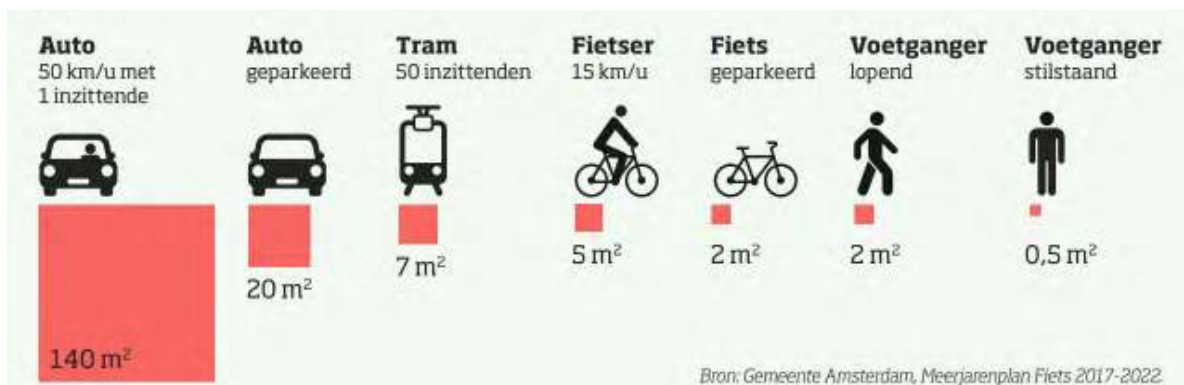 Auto
50 km/u met
1 inzittende
140 m²
Auto
geparkeerd
20 m²
Tram
50 inzittenden
7 m²
Fietser
15 km/u
5 m²
Fiets
geparkeerd
2 m²
Voetganger
lopend
2 m²
Voetganger
stilstaand
0,5 m²
Bron: Gemeente Amsterdam, Meerjarenplan Fiets 2017-2022.